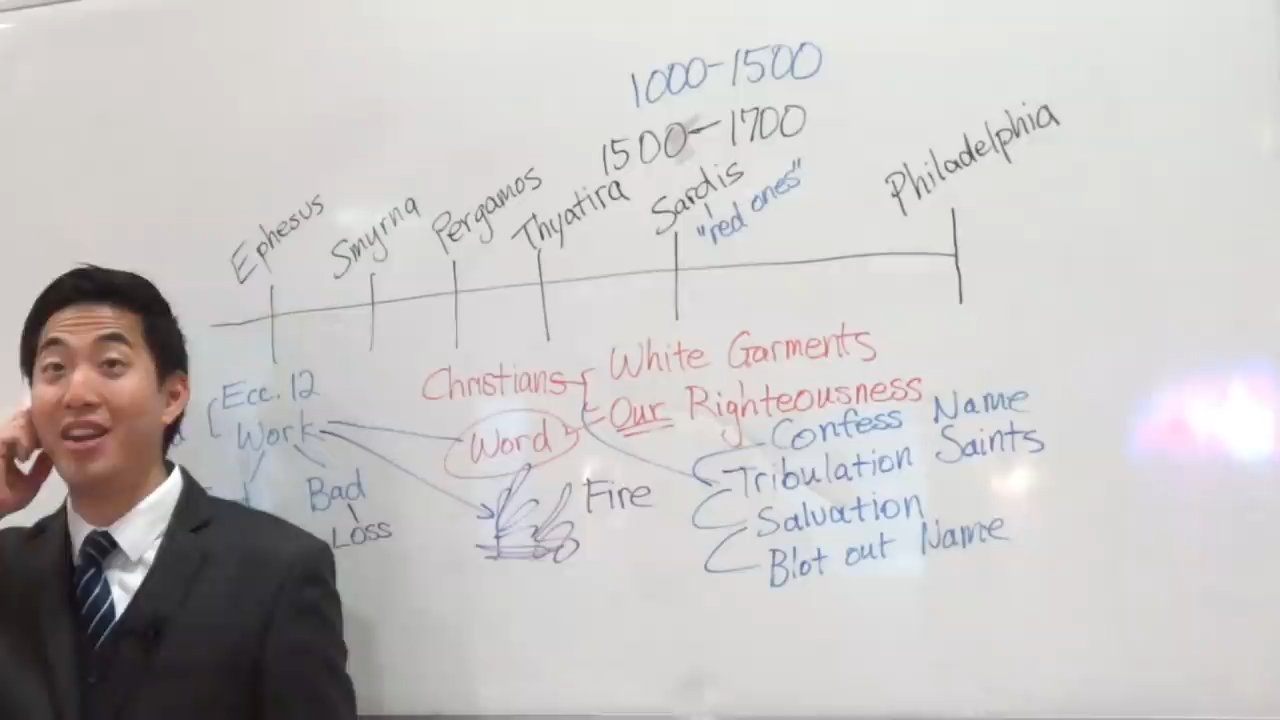 1000-1500
1500-1700
Ephesus
Smyrna
Pergamos
Thyatira
Sardis
"red ones"
Philadelphia
Ecc. 12
Work
Bad
Loss
Christians
White Garments
Our Righteousness
Word
Fire
Confess Name
Tribulation Saints
Salvation
Blot out Name